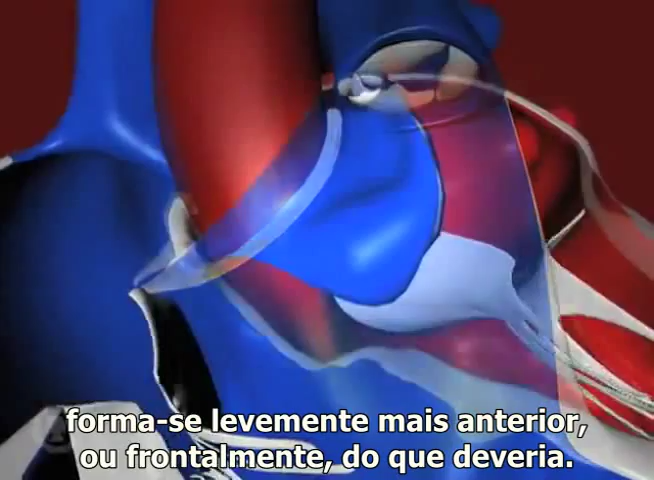 forma-se levemente mais anterior,
ou frontalmente, do que deveria.